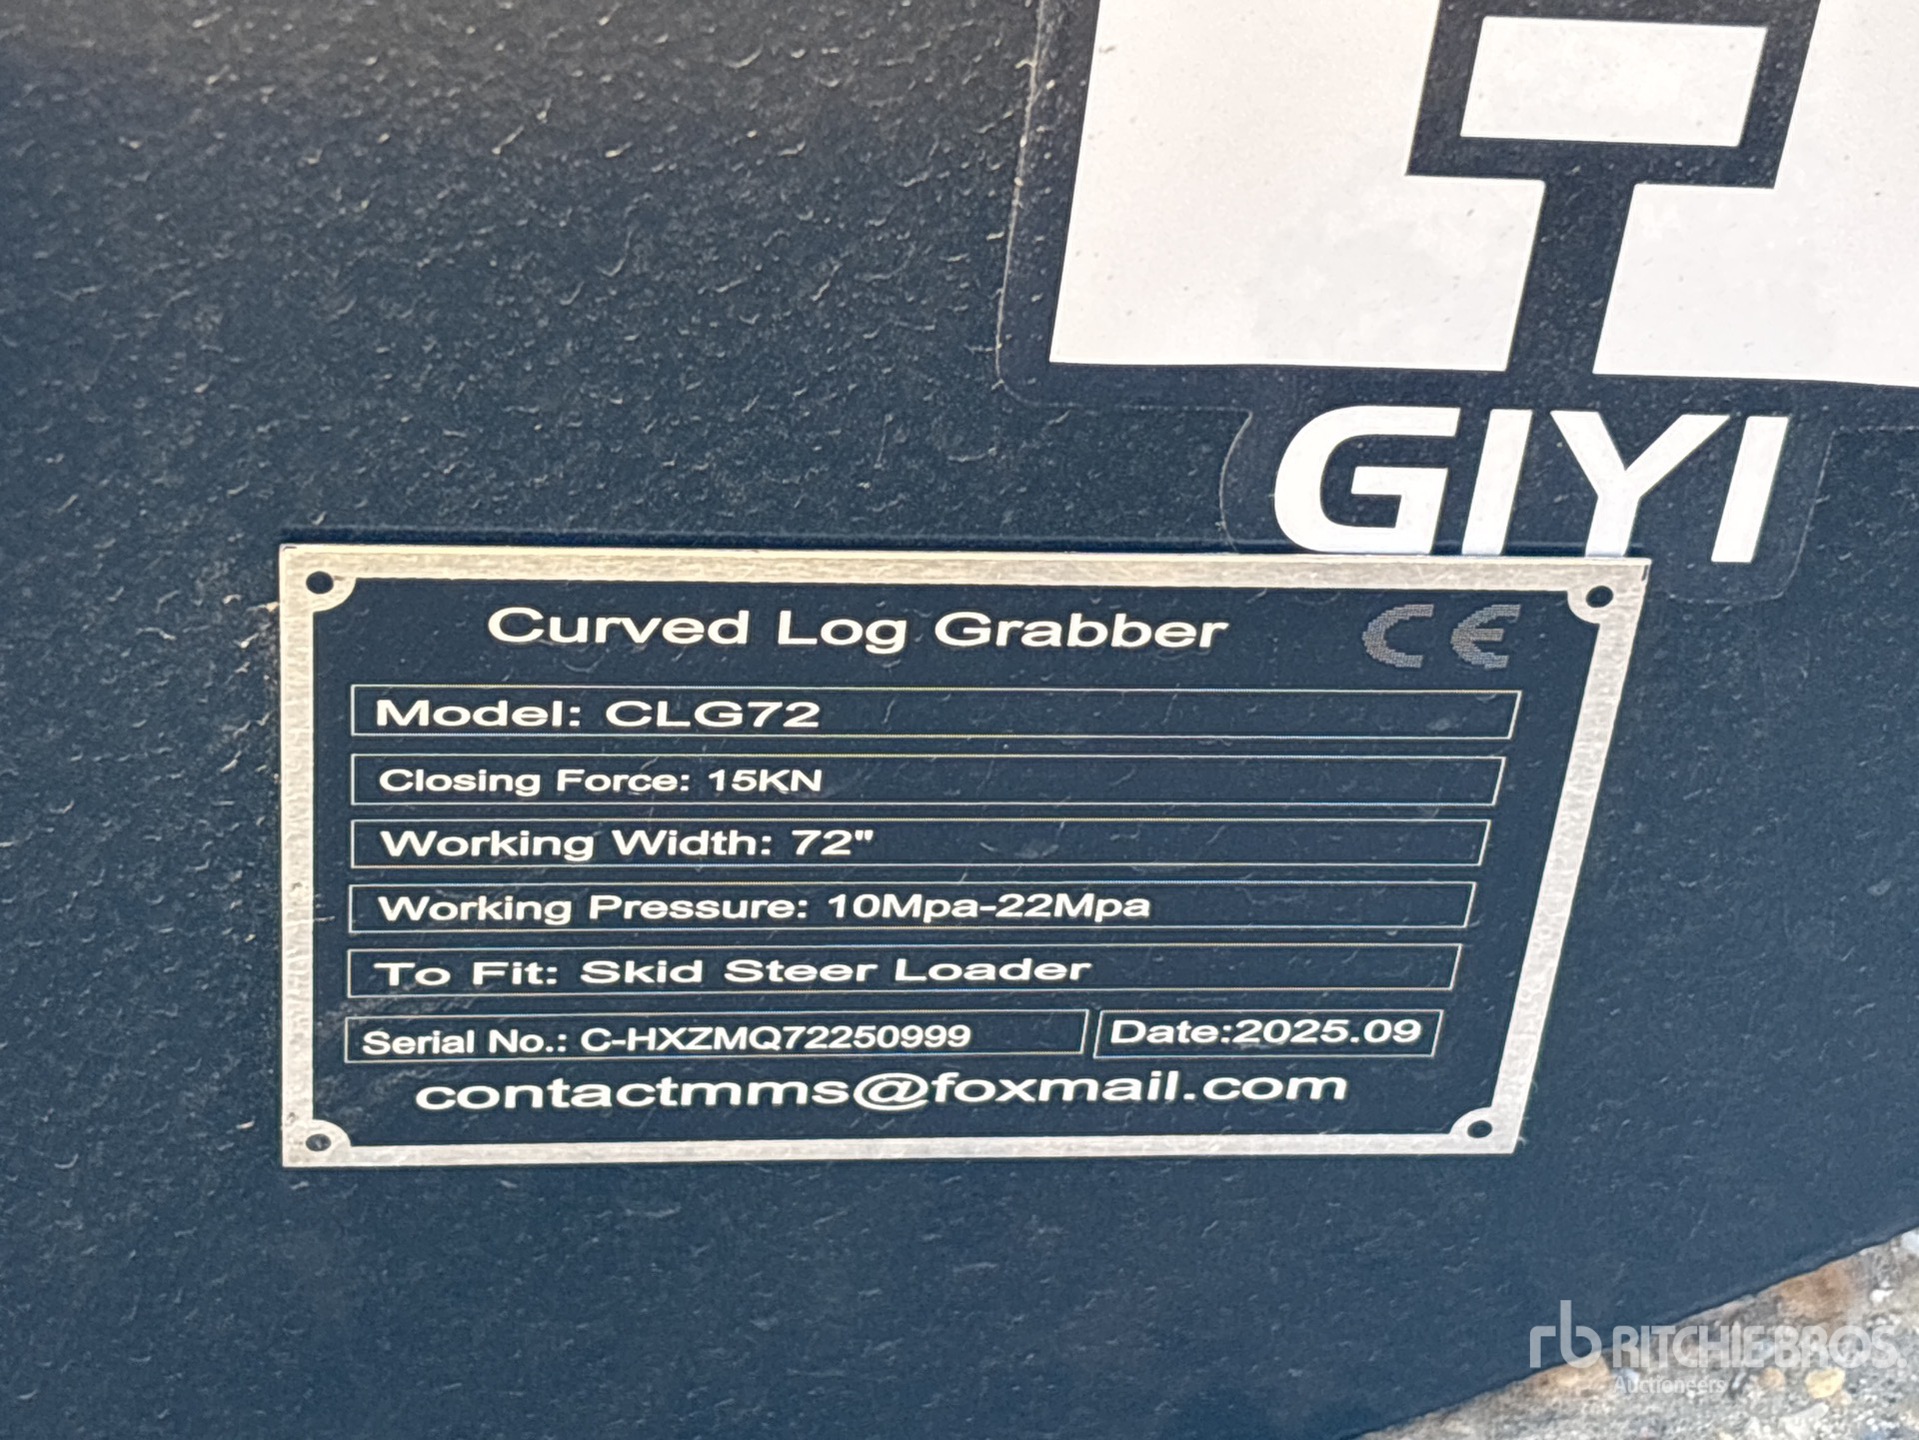 GIYI
Curved Log Grabber CE
Model: CLG72
Closing Force: 15KN
Working Width: 72"
Working Pressure: 10Mpa-22Mpa
To Fit: Skid Steer Loader
Serial No.: C-HXZMQ72250999 Date:2025.09
contactmms@foxmail.com
rb RITCHIE BROS.
Auctioneers